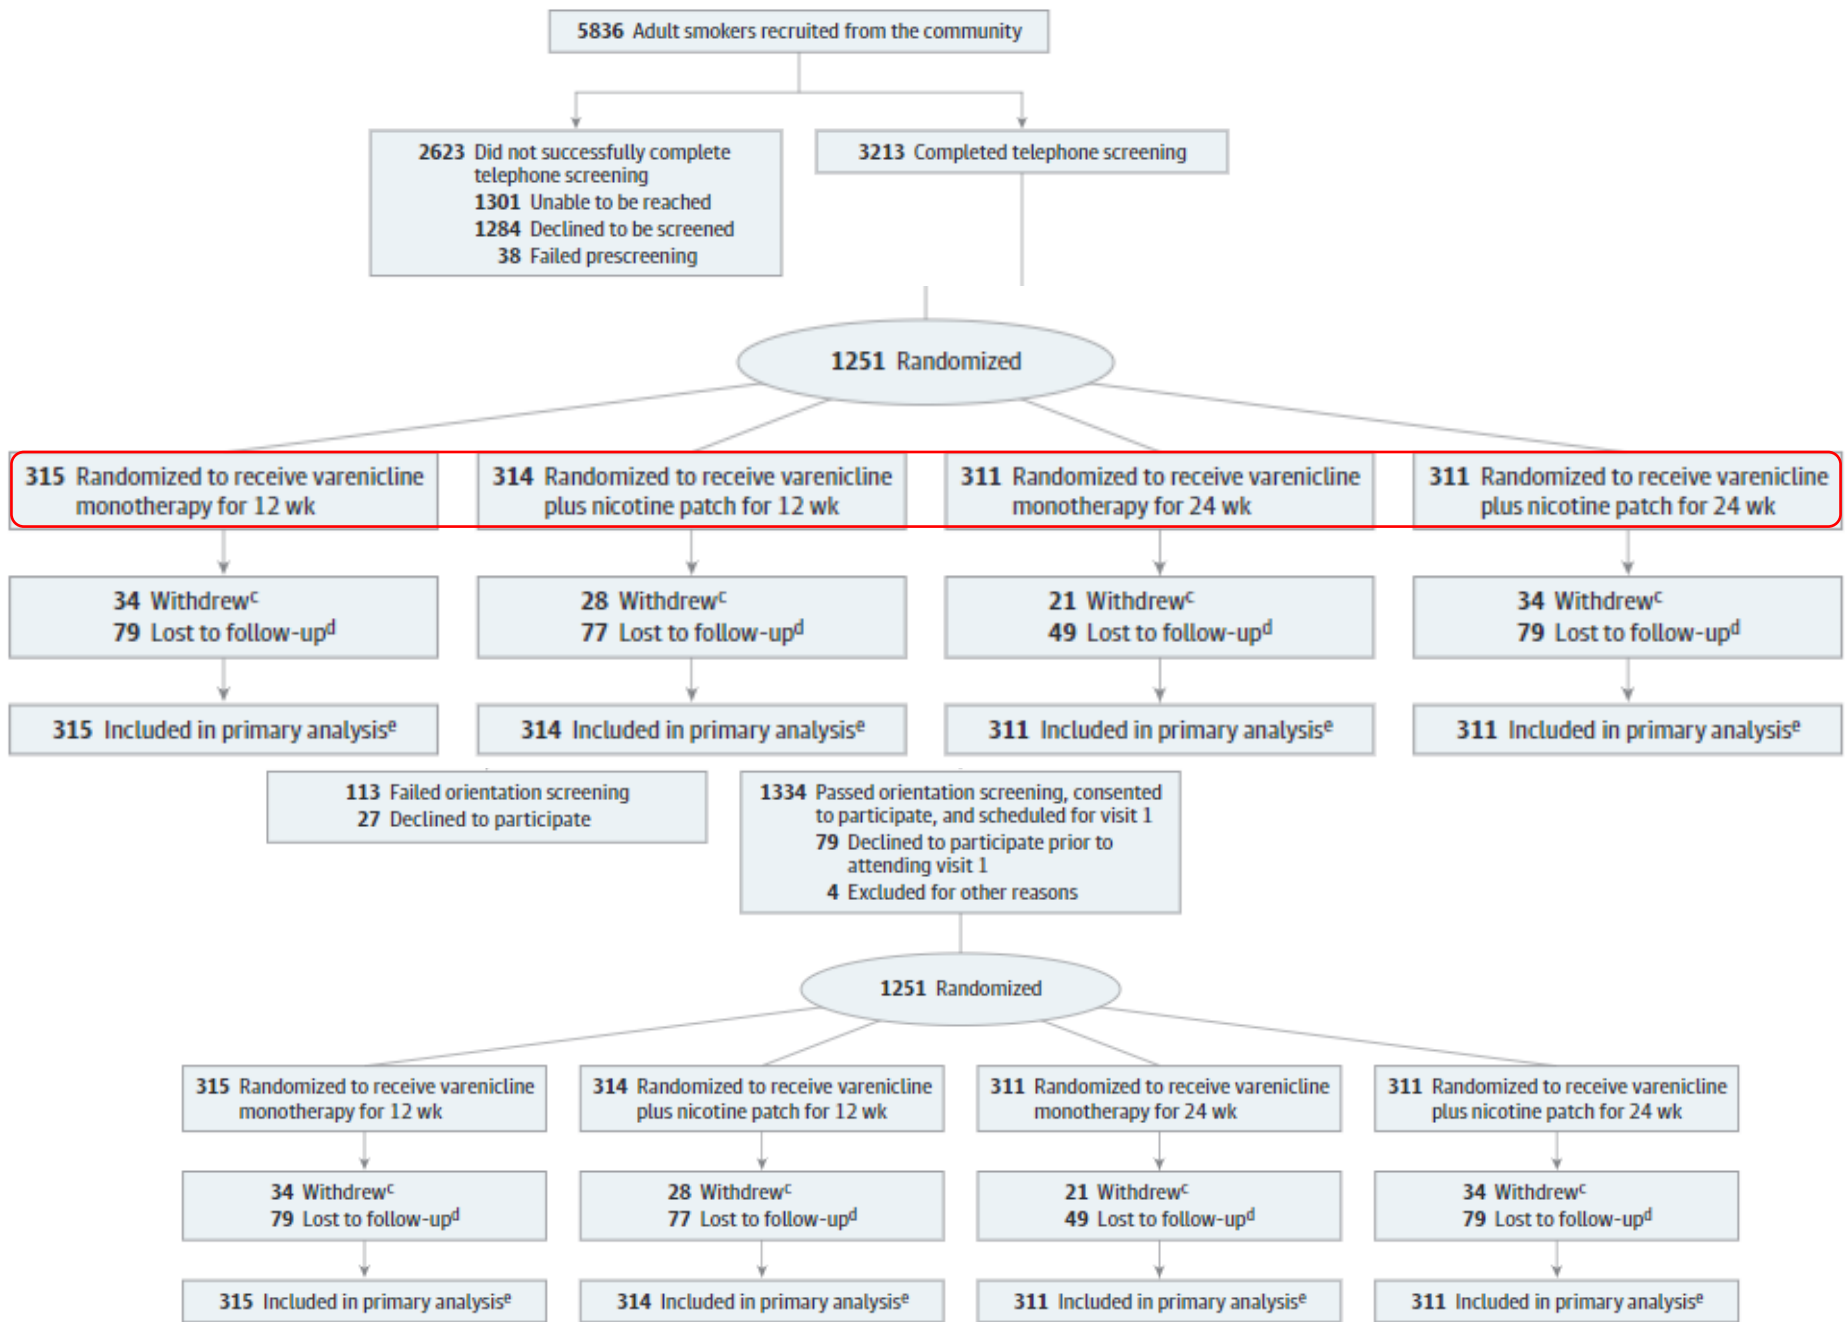 5836 Adult smokers recruited from the community
2623 Did not successfully complete
telephone screening
1301 Unable to be reached
1284 Declined to be screened
38 Failed prescreening
3213 Completed telephone screening
1251 Randomized
315 Randomized to receive varenicline
monotherapy for 12 wk
314 Randomized to receive varenicline
plus nicotine patch for 12 wk
311 Randomized to receive varenicline
monotherapy for 24 wk
311 Randomized to receive varenicline
plus nicotine patch for 24 wk
34 Withdrewᶜ
79 Lost to follow-upᵈ
28 Withdrewᶜ
77 Lost to follow-upᵈ
21 Withdrewᶜ
49 Lost to follow-upᵈ
34 Withdrewᶜ
79 Lost to follow-upᵈ
315 Included in primary analysisᵉ
314 Included in primary analysisᵉ
311 Included in primary analysisᵉ
311 Included in primary analysisᵉ
113 Failed orientation screening
27 Declined to participate
1334 Passed orientation screening, consented
to participate, and scheduled for visit 1
79 Declined to participate prior to
attending visit 1
4 Excluded for other reasons
1251 Randomized
315 Randomized to receive varenicline
monotherapy for 12 wk
314 Randomized to receive varenicline
plus nicotine patch for 12 wk
311 Randomized to receive varenicline
monotherapy for 24 wk
311 Randomized to receive varenicline
plus nicotine patch for 24 wk
34 Withdrewᶜ
79 Lost to follow-upᵈ
28 Withdrewᶜ
77 Lost to follow-upᵈ
21 Withdrewᶜ
49 Lost to follow-upᵈ
34 Withdrewᶜ
79 Lost to follow-upᵈ
315 Included in primary analysisᵉ
314 Included in primary analysisᵉ
311 Included in primary analysisᵉ
311 Included in primary analysisᵉ